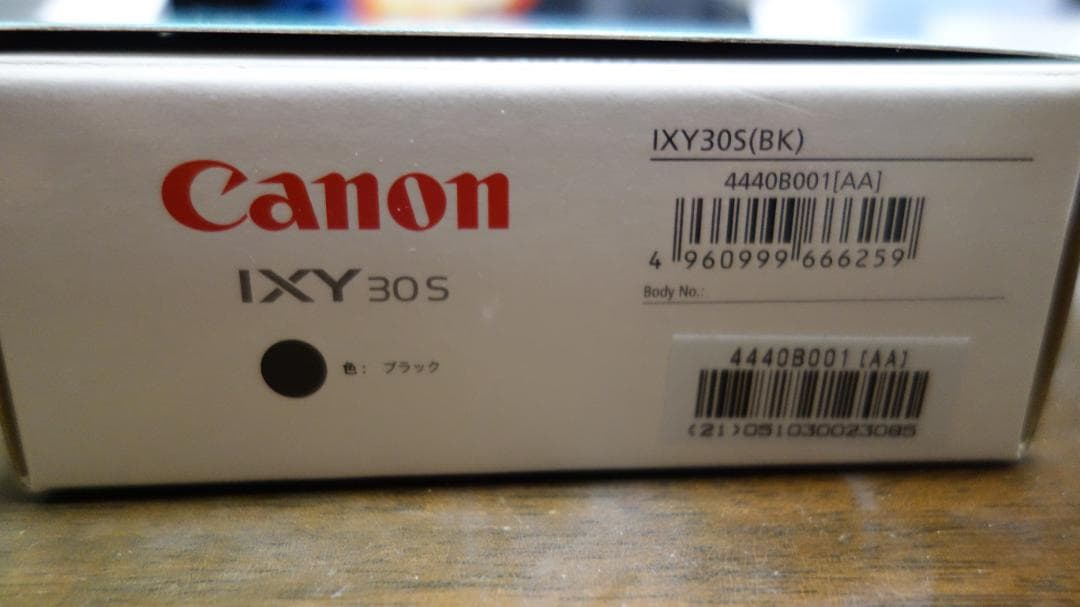 Canon
IXY 30S
色: ブラック
IXY30S(BK)
4440B001[AA]
4 960999 666259
Body No.:
4440B001 [AA]
(21)051030023085